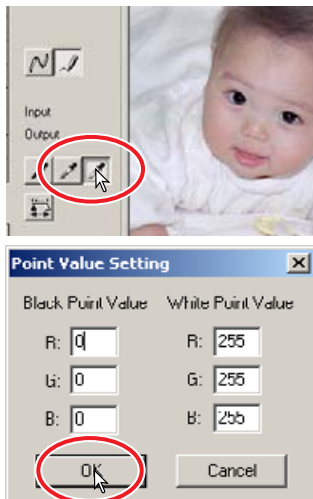 Input
Output
Point Value Setting
Black Point Value White Point Value
R: 0 R: 255
G: 0 G: 255
B: 0 B: 255
OK Cancel